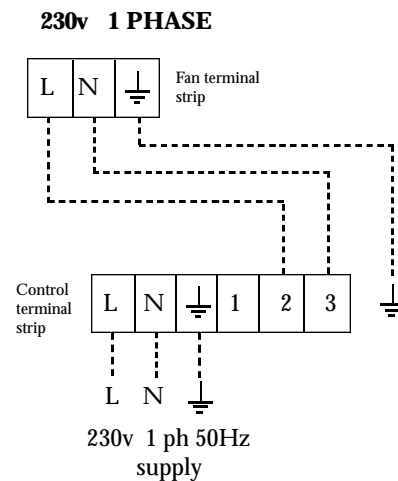 230v 1 PHASE
L N
Fan terminal
strip
Control
terminal
strip
L N 1 2 3
L N
230v 1 ph 50Hz
supply